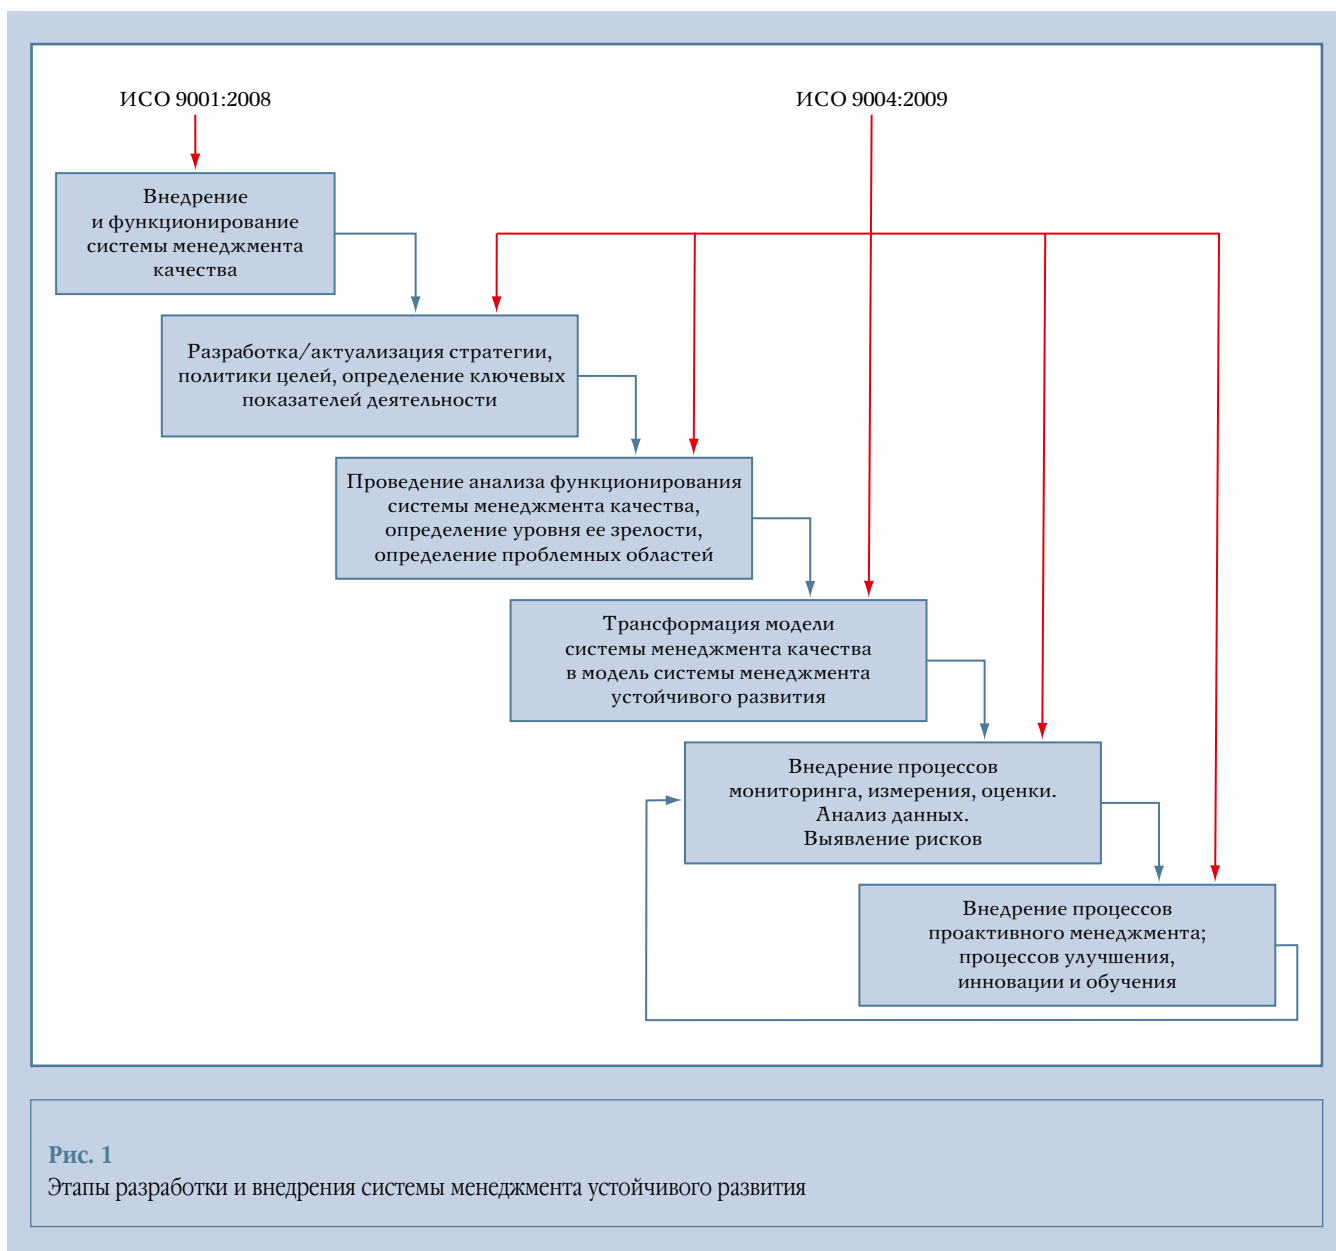 ИСО 9001:2008
ИСО 9004:2009
Внедрение
и функционирование
системы менеджмента
качества
Разработка/актуализация стратегии,
политики целей, определение ключевых
показателей деятельности
Проведение анализа функционирования
системы менеджмента качества,
определение уровня ее зрелости,
определение проблемных областей
Трансформация модели
системы менеджмента качества
в модель системы менеджмента
устойчивого развития
Внедрение процессов
мониторинга, измерения, оценки.
Анализ данных.
Выявление рисков
Внедрение процессов
проактивного менеджмента;
процессов улучшения,
инновации и обучения
Рис. 1
Этапы разработки и внедрения системы менеджмента устойчивого развития